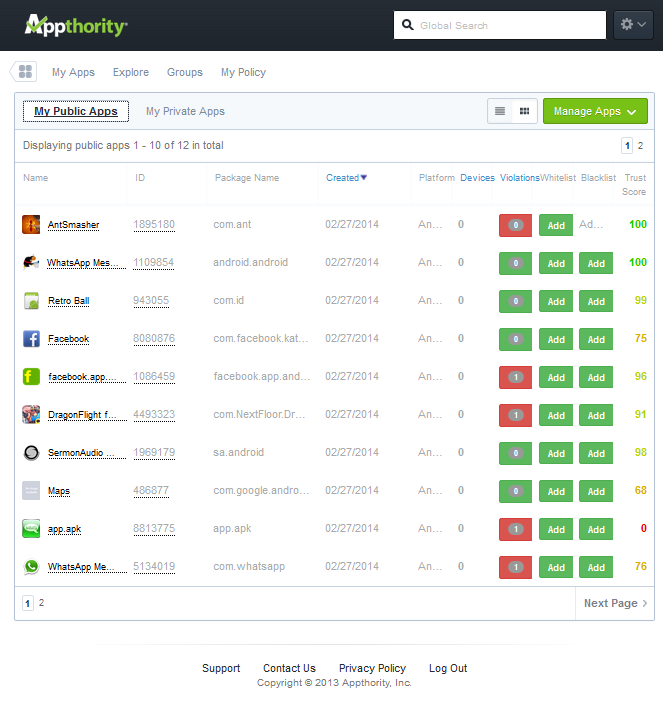 Appthority
Global Search
My Apps Explore Groups My Policy
My Public Apps My Private Apps Manage Apps
Displaying public apps 1 - 10 of 12 in total 1 2
Name ID Package Name Created Platform Devices Violations Whitelist Blacklist Trust Score
AntSmasher 1895180 com.ant 02/27/2014 An... 0 0 Add Ad... 100
WhatsApp Mes... 1109854 android.android 02/27/2014 An... 0 0 Add Add 100
Retro Ball 943055 com.id 02/27/2014 An... 0 0 Add Add 99
Facebook 8080876 com.facebook.kat... 02/27/2014 An... 0 0 Add Add 75
facebook.app.... 1086459 facebook.app.and... 02/27/2014 An... 0 1 Add Add 96
DragonFlight f... 4493323 com.NextFloor.Dr... 02/27/2014 An... 0 1 Add Add 91
SermonAudio ... 1969179 sa.android 02/27/2014 An... 0 0 Add Add 98
Maps 486877 com.google.andro... 02/27/2014 An... 0 0 Add Add 68
app.apk 8813775 app.apk 02/27/2014 An... 0 1 Add Add 0
WhatsApp Me... 5134019 com.whatsapp 02/27/2014 An... 0 1 Add Add 76
1 2 Next Page
Support Contact Us Privacy Policy Log Out
Copyright © 2013 Appthority, Inc.